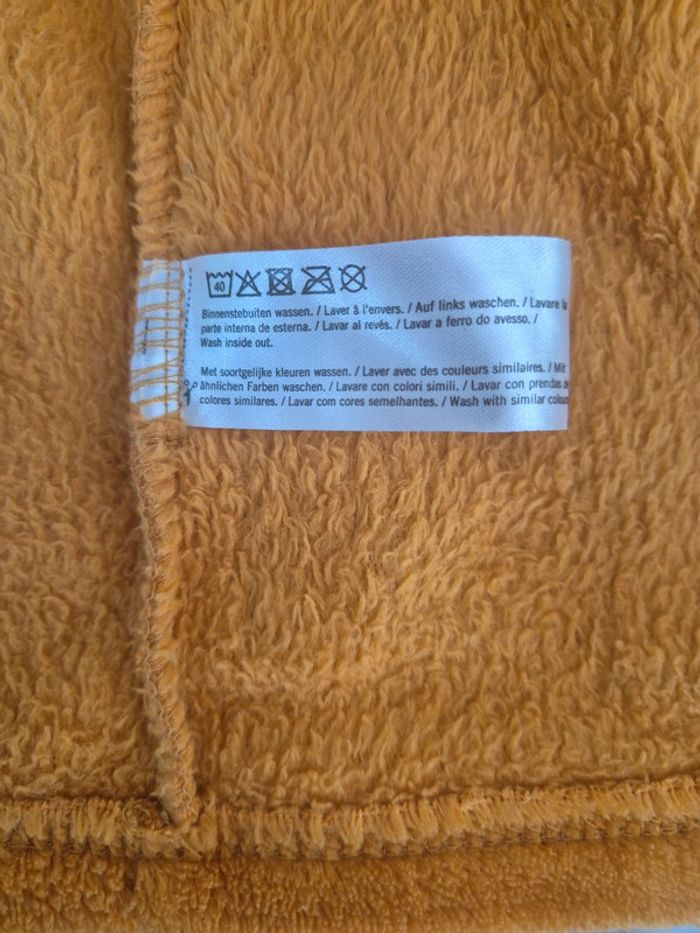 40
Binnenstebuiten wassen. / Laver à l'envers. / Auf links waschen. / Lavare la
parte interna de esterna. / Lavar al revés. / Lavar a ferro do avesso. /
Wash inside out.
Met soortgelijke kleuren wassen. / Laver avec des couleurs similaires. / Mit
ähnlichen Farben waschen. / Lavare con colori simili. / Lavar con prendas de
colores similares. / Lavar com cores semelhantes. / Wash with similar colours